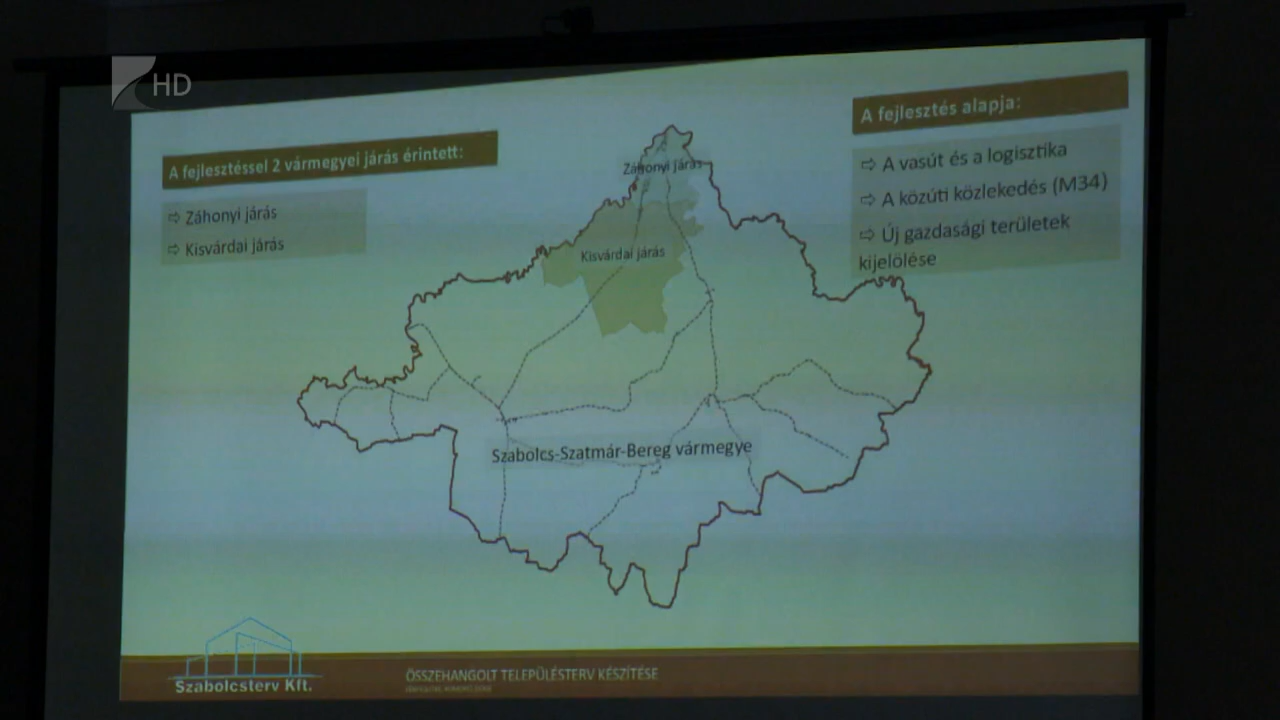 HD
A fejlesztéssel 2 vármegyei járás érintett:
⇨ Záhonyi járás
⇨ Kisvárdai járás
A fejlesztés alapja:
⇨ A vasút és a logisztika
⇨ A közúti közlekedés (M34)
⇨ Új gazdasági területek
kijelölése
Záhonyi járás
Kisvárdai járás
Szabolcs-Szatmár-Bereg vármegye
Szabolcsterv Kft.
ÖSSZEHANGOLT TELEPÜLÉSTERV KÉSZÍTÉSE